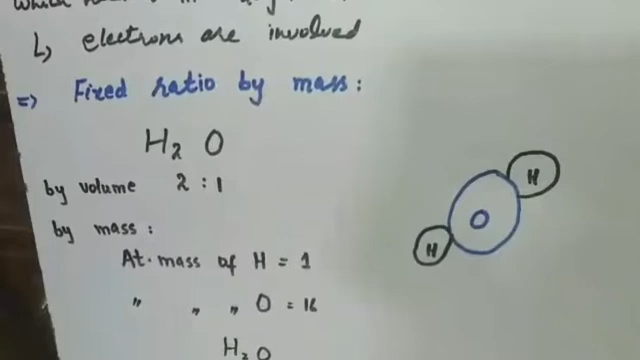 electrons are involved
=> Fixed ratio by mass:
H₂ O
by volume 2 : 1
by mass:
At. mass of H = 1
" " " O = 16
H₂ O
H
O
H